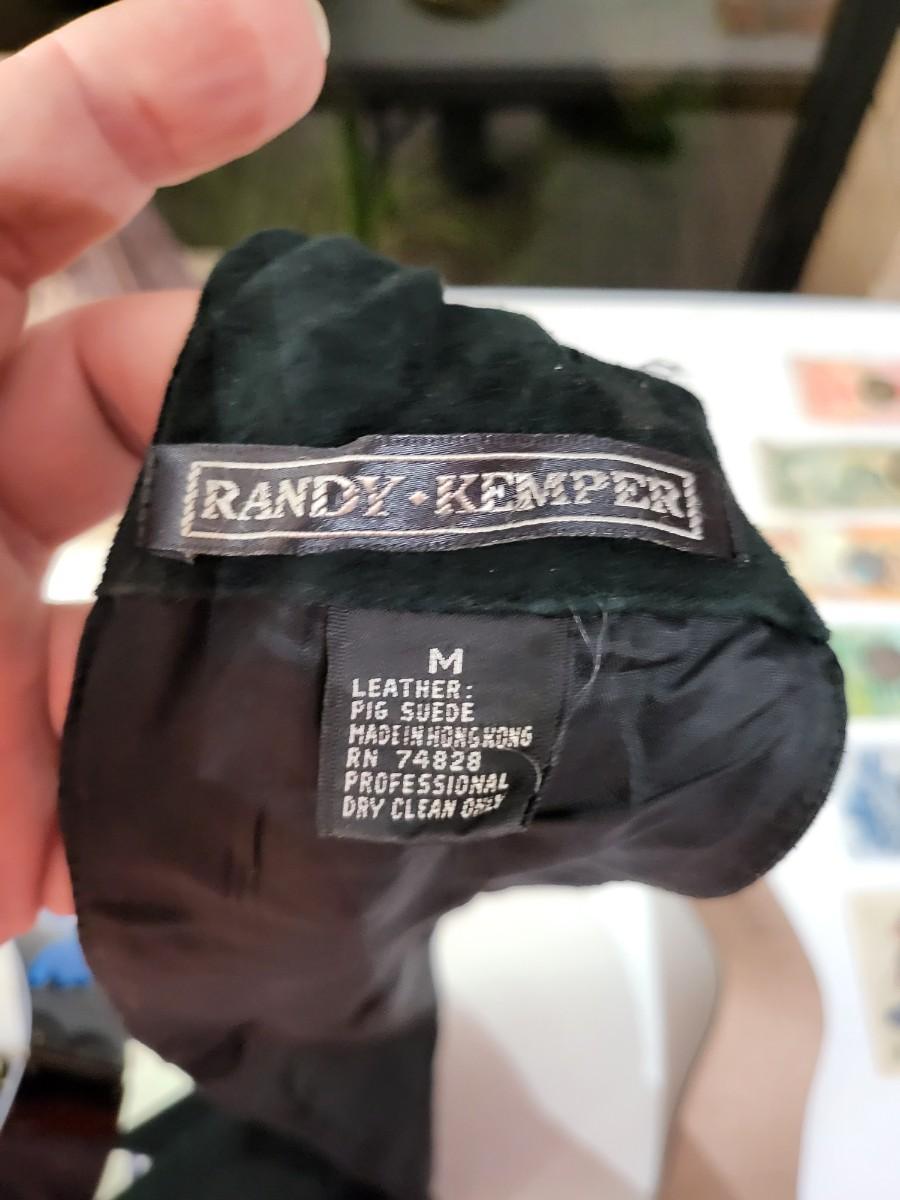 RANDY · KEMPER
M
LEATHER:
PIG SUEDE
MADE IN HONG KONG
RN 74828
PROFESSIONAL
DRY CLEAN ONLY